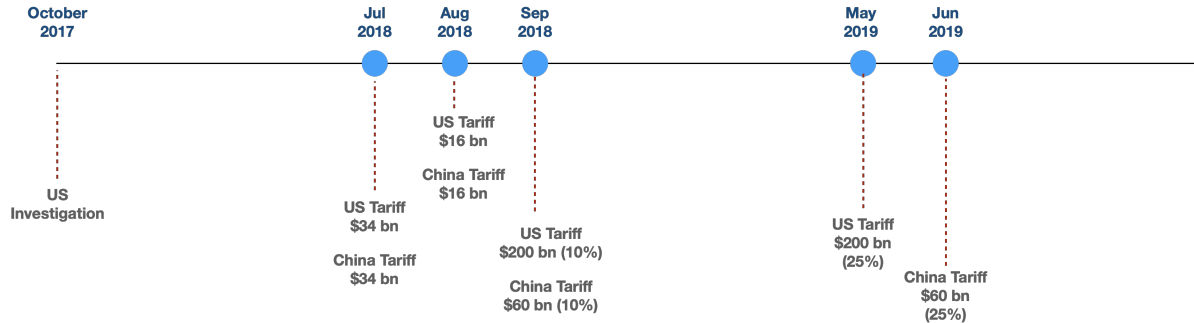 October
2017
Jul
2018
Aug
2018
Sep
2018
May
2019
Jun
2019
US
Investigation
US Tariff
$34 bn
China Tariff
$34 bn
US Tariff
$16 bn
China Tariff
$16 bn
US Tariff
$200 bn (10%)
China Tariff
$60 bn (10%)
US Tariff
$200 bn
(25%)
China Tariff
$60 bn
(25%)